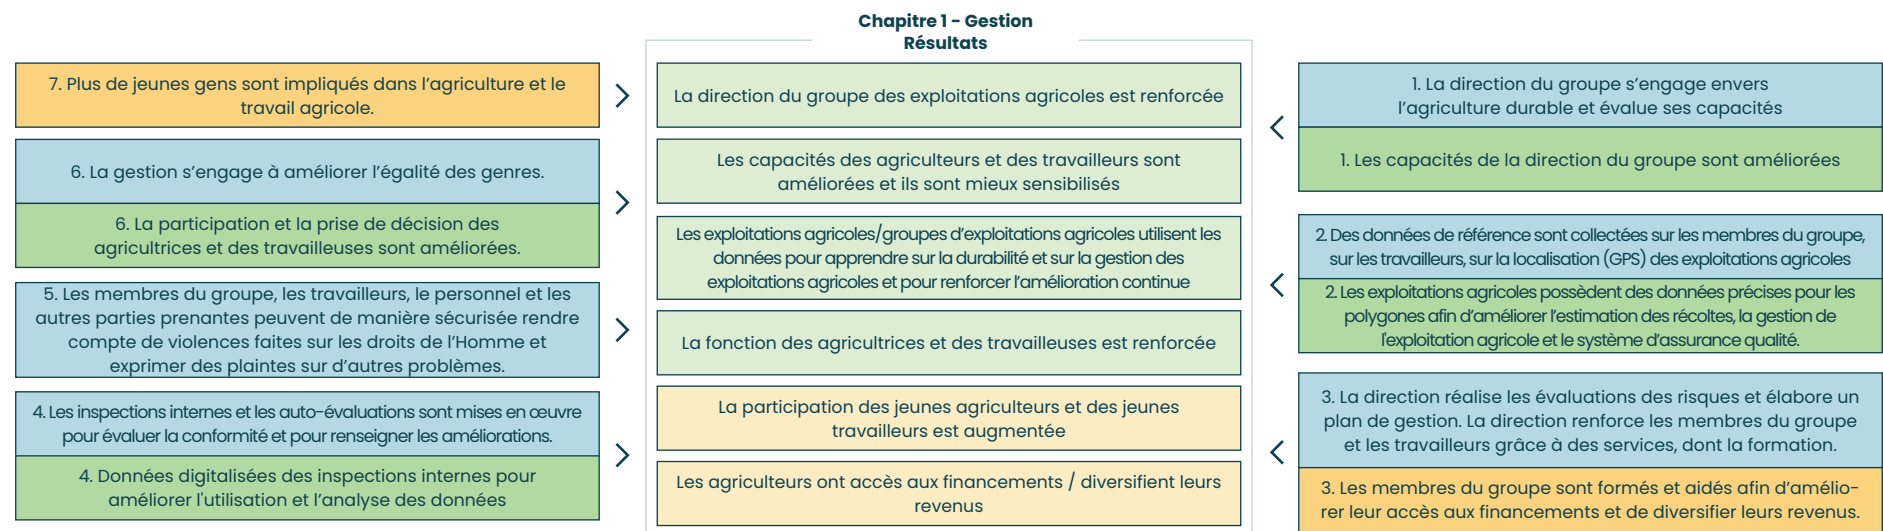 Chapitre 1 - Gestion
Résultats
7. Plus de jeunes gens sont impliqués dans l’agriculture et le
travail agricole.
6. La gestion s’engage à améliorer l’égalité des genres.
6. La participation et la prise de décision des
agricultrices et des travailleuses sont améliorées.
5. Les membres du groupe, les travailleurs, le personnel et les
autres parties prenantes peuvent de manière sécurisée rendre
compte de violences faites sur les droits de l’Homme et
exprimer des plaintes sur d’autres problèmes.
4. Les inspections internes et les auto-évaluations sont mises en œuvre
pour évaluer la conformité et pour renseigner les améliorations.
4. Données digitalisées des inspections internes pour
améliorer l'utilisation et l’analyse des données
La direction du groupe des exploitations agricoles est renforcée
Les capacités des agriculteurs et des travailleurs sont
améliorées et ils sont mieux sensibilisés
Les exploitations agricoles/groupes d’exploitations agricoles utilisent les
données pour apprendre sur la durabilité et sur la gestion des
exploitations agricoles et pour renforcer l’amélioration continue
La fonction des agricultrices et des travailleuses est renforcée
La participation des jeunes agriculteurs et des jeunes
travailleurs est augmentée
Les agriculteurs ont accès aux financements / diversifient leurs
revenus
1. La direction du groupe s’engage envers
l’agriculture durable et évalue ses capacités
1. Les capacités de la direction du groupe sont améliorées
2. Des données de référence sont collectées sur les membres du groupe,
sur les travailleurs, sur la localisation (GPS) des exploitations agricoles
2. Les exploitations agricoles possèdent des données précises pour les
polygones afin d’améliorer l’estimation des récoltes, la gestion de
l'exploitation agricole et le système d’assurance qualité.
3. La direction réalise les évaluations des risques et élabore un
plan de gestion. La direction renforce les membres du groupe
et les travailleurs grâce à des services, dont la formation.
3. Les membres du groupe sont formés et aidés afin d’amélio-
rer leur accès aux financements et de diversifier leurs revenus.